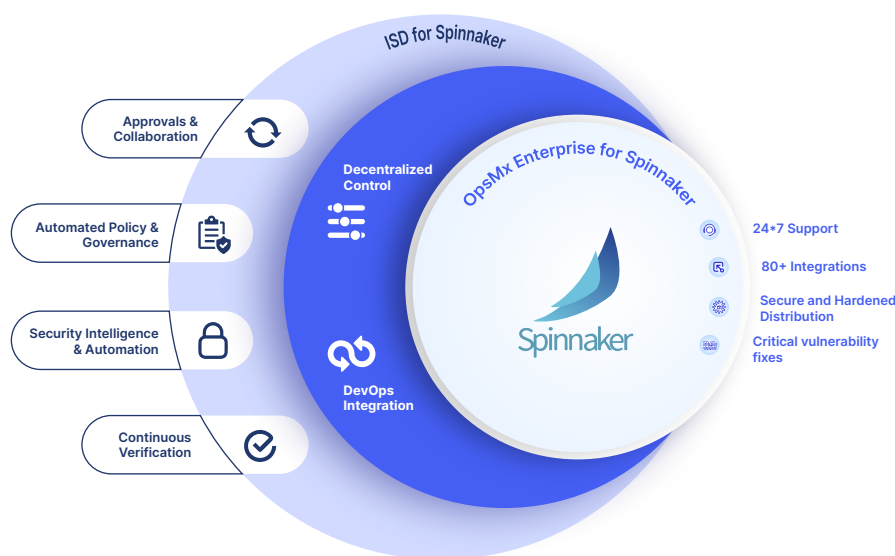 ISD for Spinnaker
Approvals &
Collaboration
Automated Policy &
Governance
Security Intelligence
& Automation
Continuous
Verification
Decentralized
Control
DevOps
Integration
OpsMx Enterprise for Spinnaker
Spinnaker
24*7 Support
80+ Integrations
Secure and Hardened
Distribution
Critical vulnerability
fixes